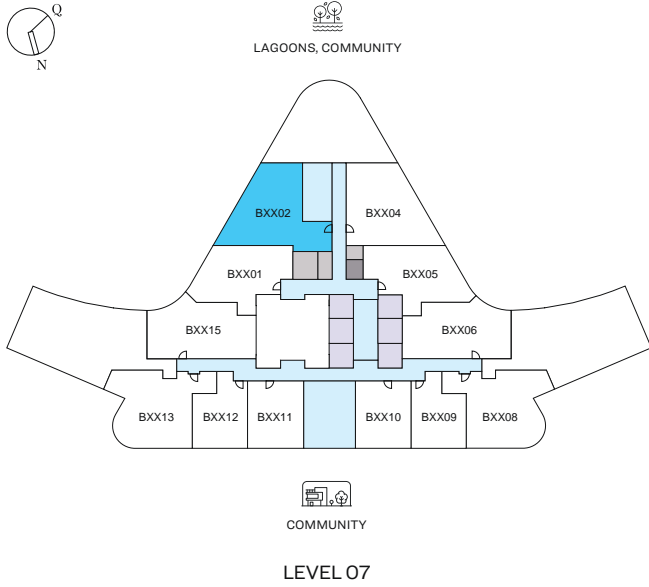 Q
N
LAGOONS, COMMUNITY
BXX02
BXX04
BXX01
BXX05
BXX15
BXX06
BXX13
BXX12
BXX11
BXX10
BXX09
BXX08
COMMUNITY
LEVEL 07